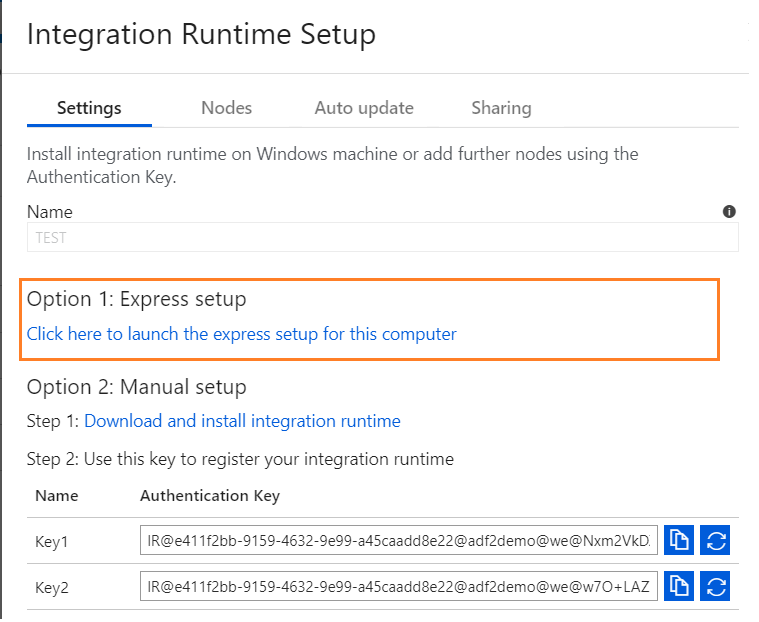 Integration Runtime Setup
Settings Nodes Auto update Sharing
Install integration runtime on Windows machine or add further nodes using the
Authentication Key.
Name
TEST
Option 1: Express setup
Click here to launch the express setup for this computer
Option 2: Manual setup
Step 1: Download and install integration runtime
Step 2: Use this key to register your integration runtime
Name Authentication Key
Key1 IR@e411f2bb-9159-4632-9e99-a45caadd8e22@adf2demo@we@Nxm2VkD
Key2 IR@e411f2bb-9159-4632-9e99-a45caadd8e22@adf2demo@we@w7O+LAZ